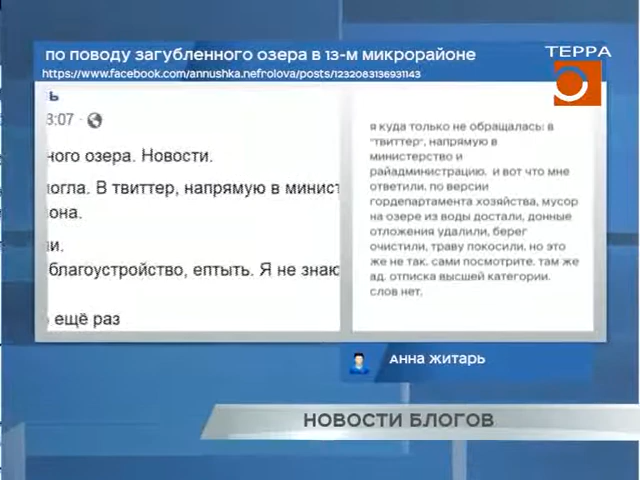 по поводу загубленного озера в 13-м микрорайоне
ТЕРРА
https://www.facebook.com/annushka.nefrolova/posts/1232083136931143
ь
3:07
ного озера. Новости.
огла. В твиттер, напрямую в минист
она.
и.
благоустройство, ептыть. Я не знаю
ещё раз
я куда только не обращалась: в
"твиттер", напрямую в
министерство и
райадминистрацию. и вот что мне
ответили. по версии
гордепартамента хозяйства, мусор
на озере из воды достали, донные
отложения удалили, берег
очистили, траву покосили. но это
же не так. сами посмотрите. там же
ад. отписка высшей категории.
слов нет.
анна житарь
НОВОСТИ БЛОГОВ